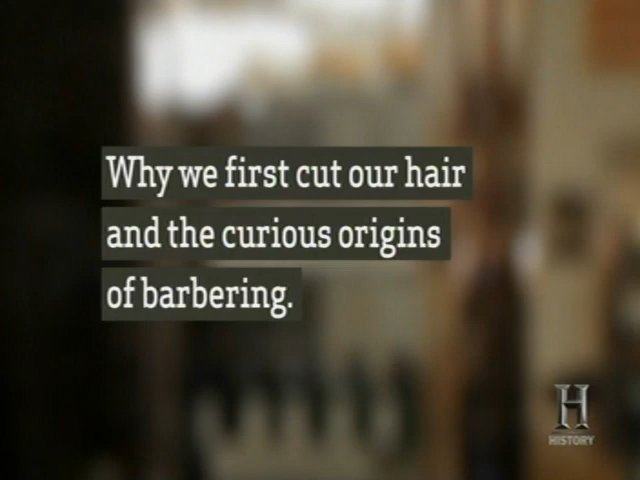 Why we first cut our hair
and the curious origins
of barbering.
H
HISTORY